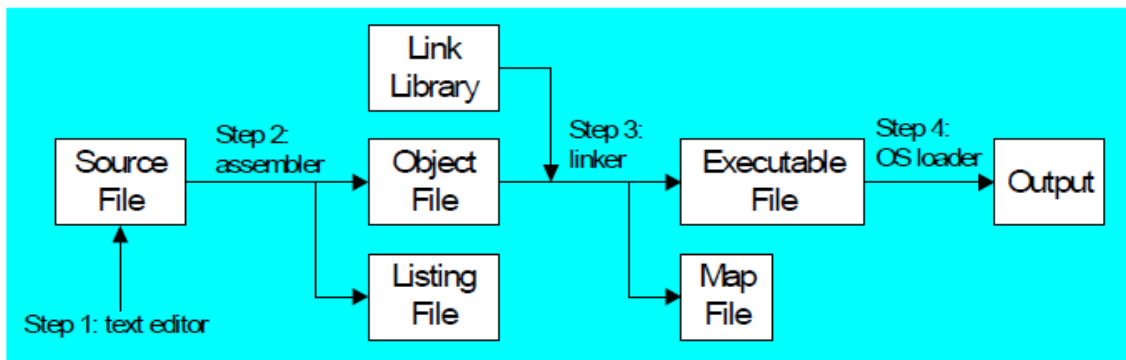 Link
Library
Step 2:
assembler
Step 3:
linker
Step 4:
OS loader
Source
File
Object
File
Executable
File
Output
Listing
File
Map
File
Step 1: text editor